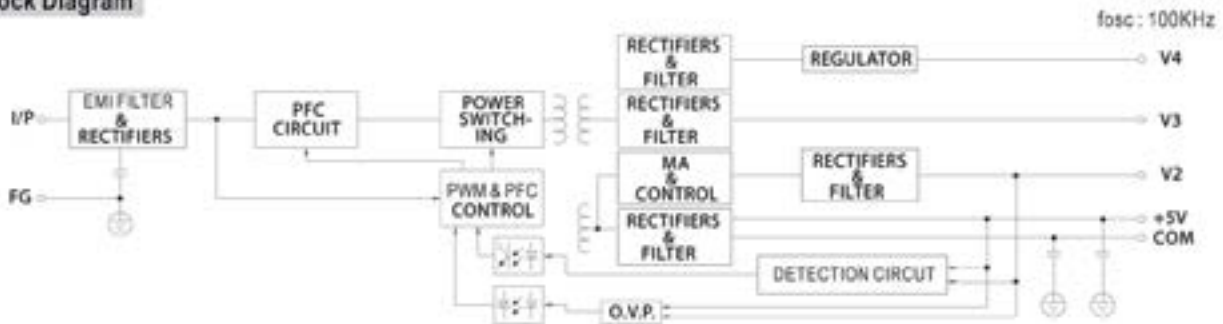 ock Diagram
fosc : 100KHz
I/P
EMI FILTER
&
RECTIFIERS
PFC
CIRCUIT
POWER
SWITCH-
ING
RECTIFIERS
&
FILTER
REGULATOR
V4
RECTIFIERS
&
FILTER
V3
MA
&
CONTROL
RECTIFIERS
&
FILTER
V2
FG
PWM & PFC
CONTROL
RECTIFIERS
&
FILTER
+5V
COM
DETECTION CIRCUT
O.V.P.